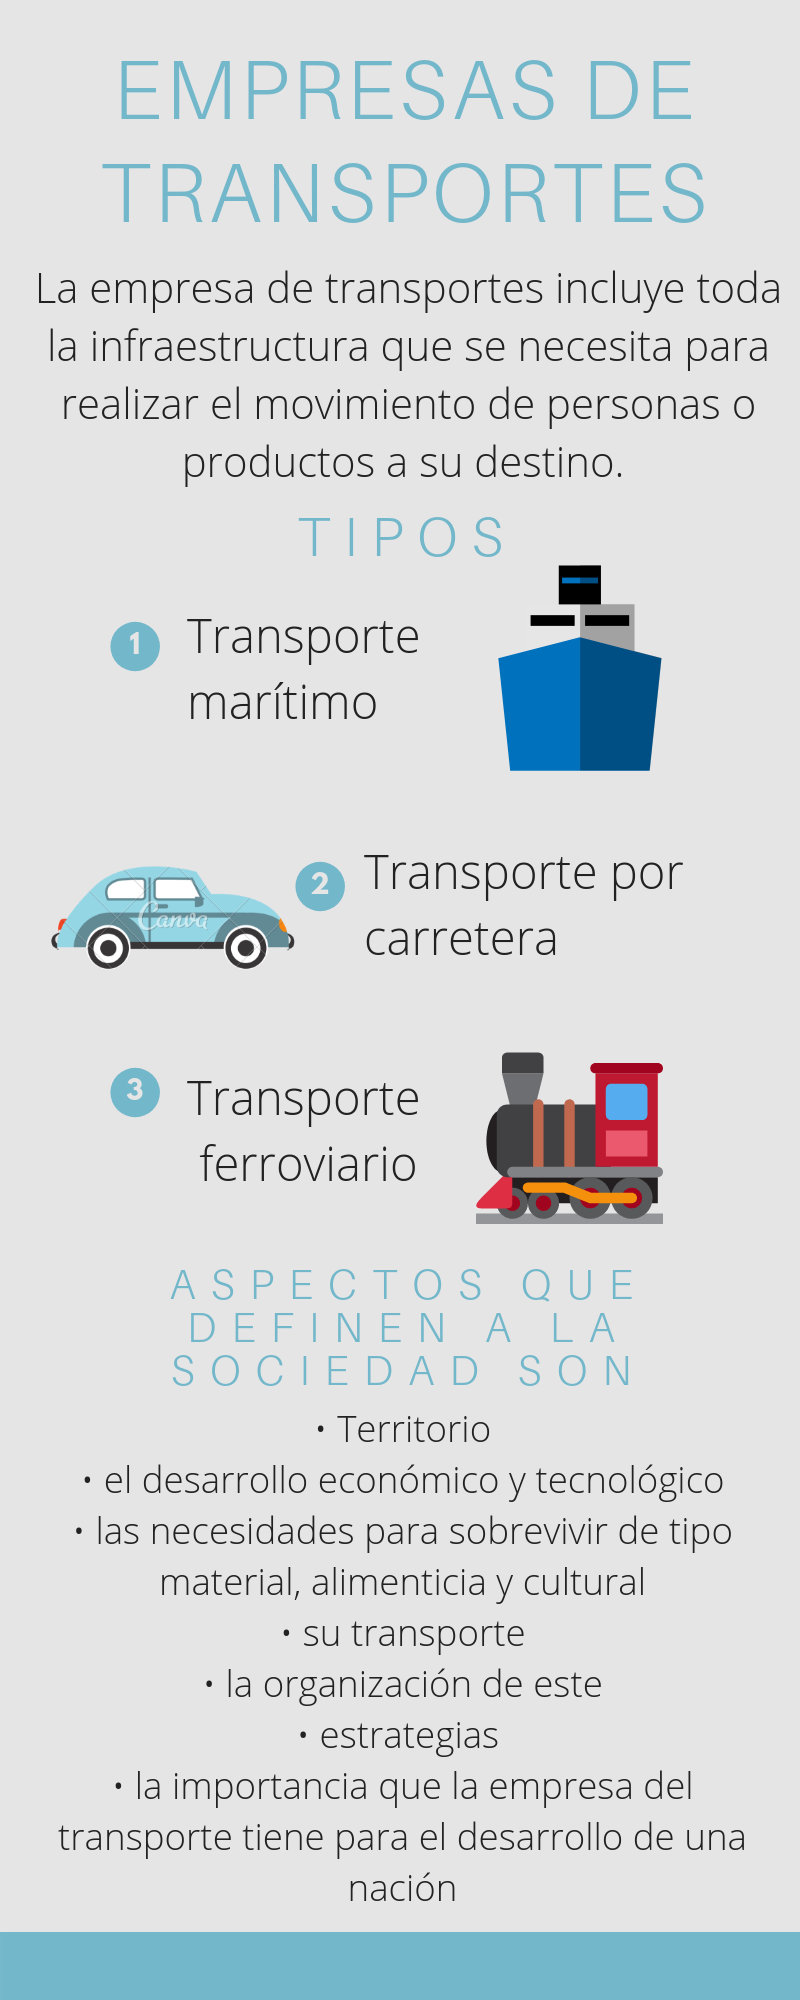 EMPRESAS DE
TRANSPORTES
La empresa de transportes incluye toda
la infraestructura que se necesita para
realizar el movimiento de personas o
productos a su destino.
TIPOS
1 Transporte
marítimo
Canva
2 Transporte por
carretera
3 Transporte
ferroviario
ASPECTOS QUE
DEFINEN A LA
SOCIEDAD SON
• Territorio
• el desarrollo económico y tecnológico
• las necesidades para sobrevivir de tipo
material, alimenticia y cultural
• su transporte
• la organización de este
• estrategias
• la importancia que la empresa del
transporte tiene para el desarrollo de una
nación